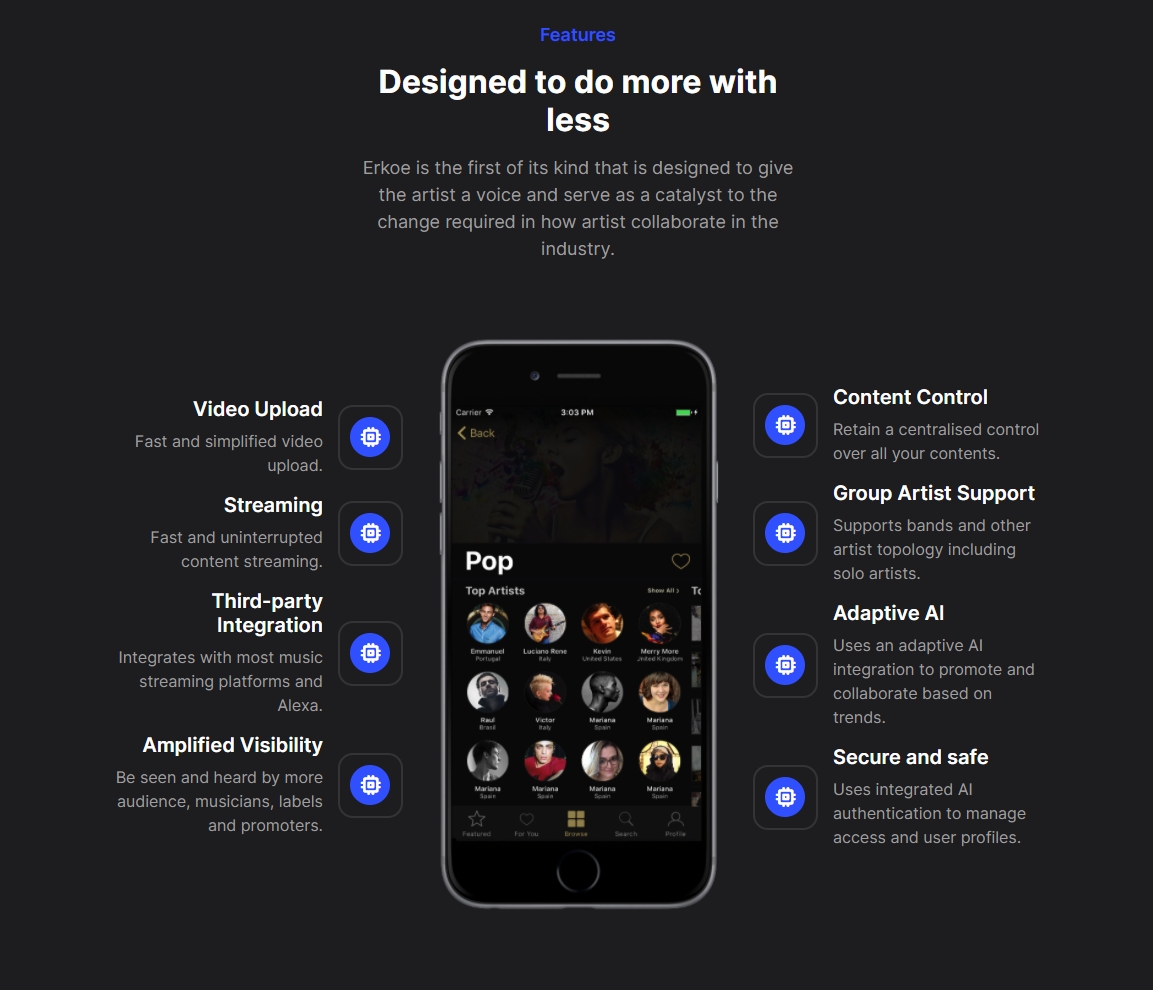 Features
Designed to do more with
less
Erkoe is the first of its kind that is designed to give
the artist a voice and serve as a catalyst to the
change required in how artist collaborate in the
industry.
Video Upload
Fast and simplified video
upload.
Streaming
Fast and uninterrupted
content streaming.
Third-party
Integration
Integrates with most music
streaming platforms and
Alexa.
Amplified Visibility
Be seen and heard by more
audience, musicians, labels
and promoters.
Carrier 3:03 PM
Back
Pop
Top Artists Show All To
Emmanuel Luciano Rene Kevin Merry More
Portugal Italy United States United Kingdom
Raul Victor Mariana Mariana
Brasil Italy Spain Spain
Mariana Mariana Mariana Mariana
Spain Spain Spain Spain
Featured For You Browse Search Profile
Content Control
Retain a centralised control
over all your contents.
Group Artist Support
Supports bands and other
artist topology including
solo artists.
Adaptive AI
Uses an adaptive AI
integration to promote and
collaborate based on
trends.
Secure and safe
Uses integrated AI
authentication to manage
access and user profiles.